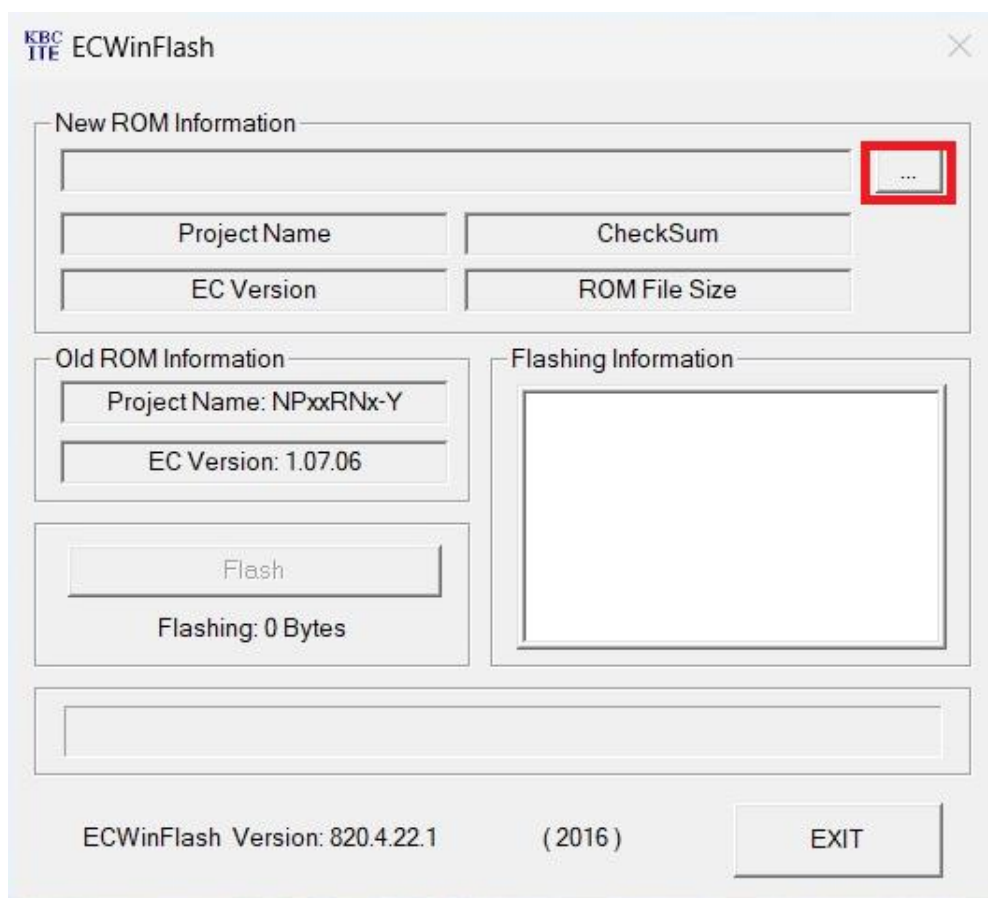 KBC
ITE ECWinFlash
New ROM Information
...
Project Name
CheckSum
EC Version
ROM File Size
Old ROM Information
Project Name: NPxxRNx-Y
EC Version: 1.07.06
Flashing Information
Flash
Flashing: 0 Bytes
ECWinFlash Version: 820.4.22.1 ( 2016 )
EXIT